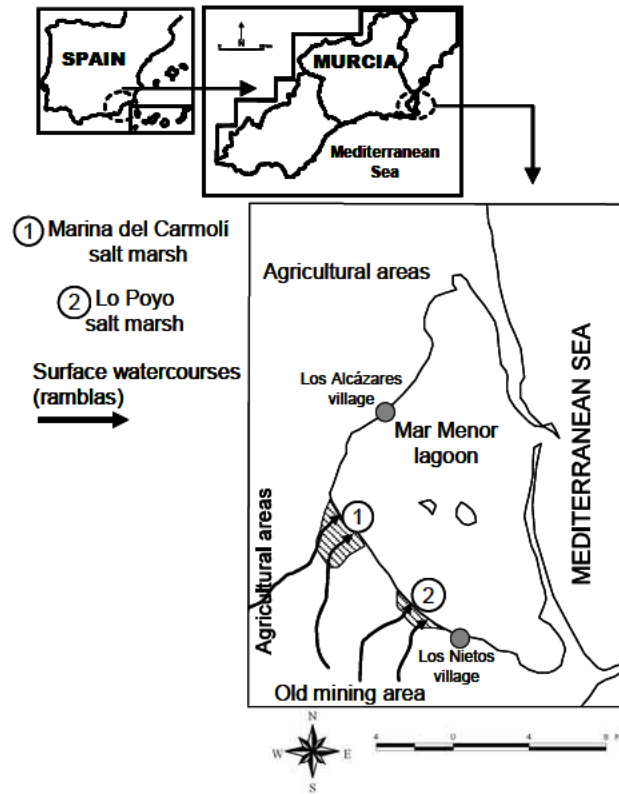 SPAIN
N
MURCIA
Mediterranean
Sea
1 Marina del Carmolí
salt marsh
2 Lo Poyo
salt marsh
Surface watercourses
(ramblas)
Agricultural areas
Los Alcázares
village
Mar Menor
lagoon
MEDITERRANEAN SEA
Agricultural areas
1
2
Los Nietos
village
Old mining area
N
W E
S
4 0 4 8